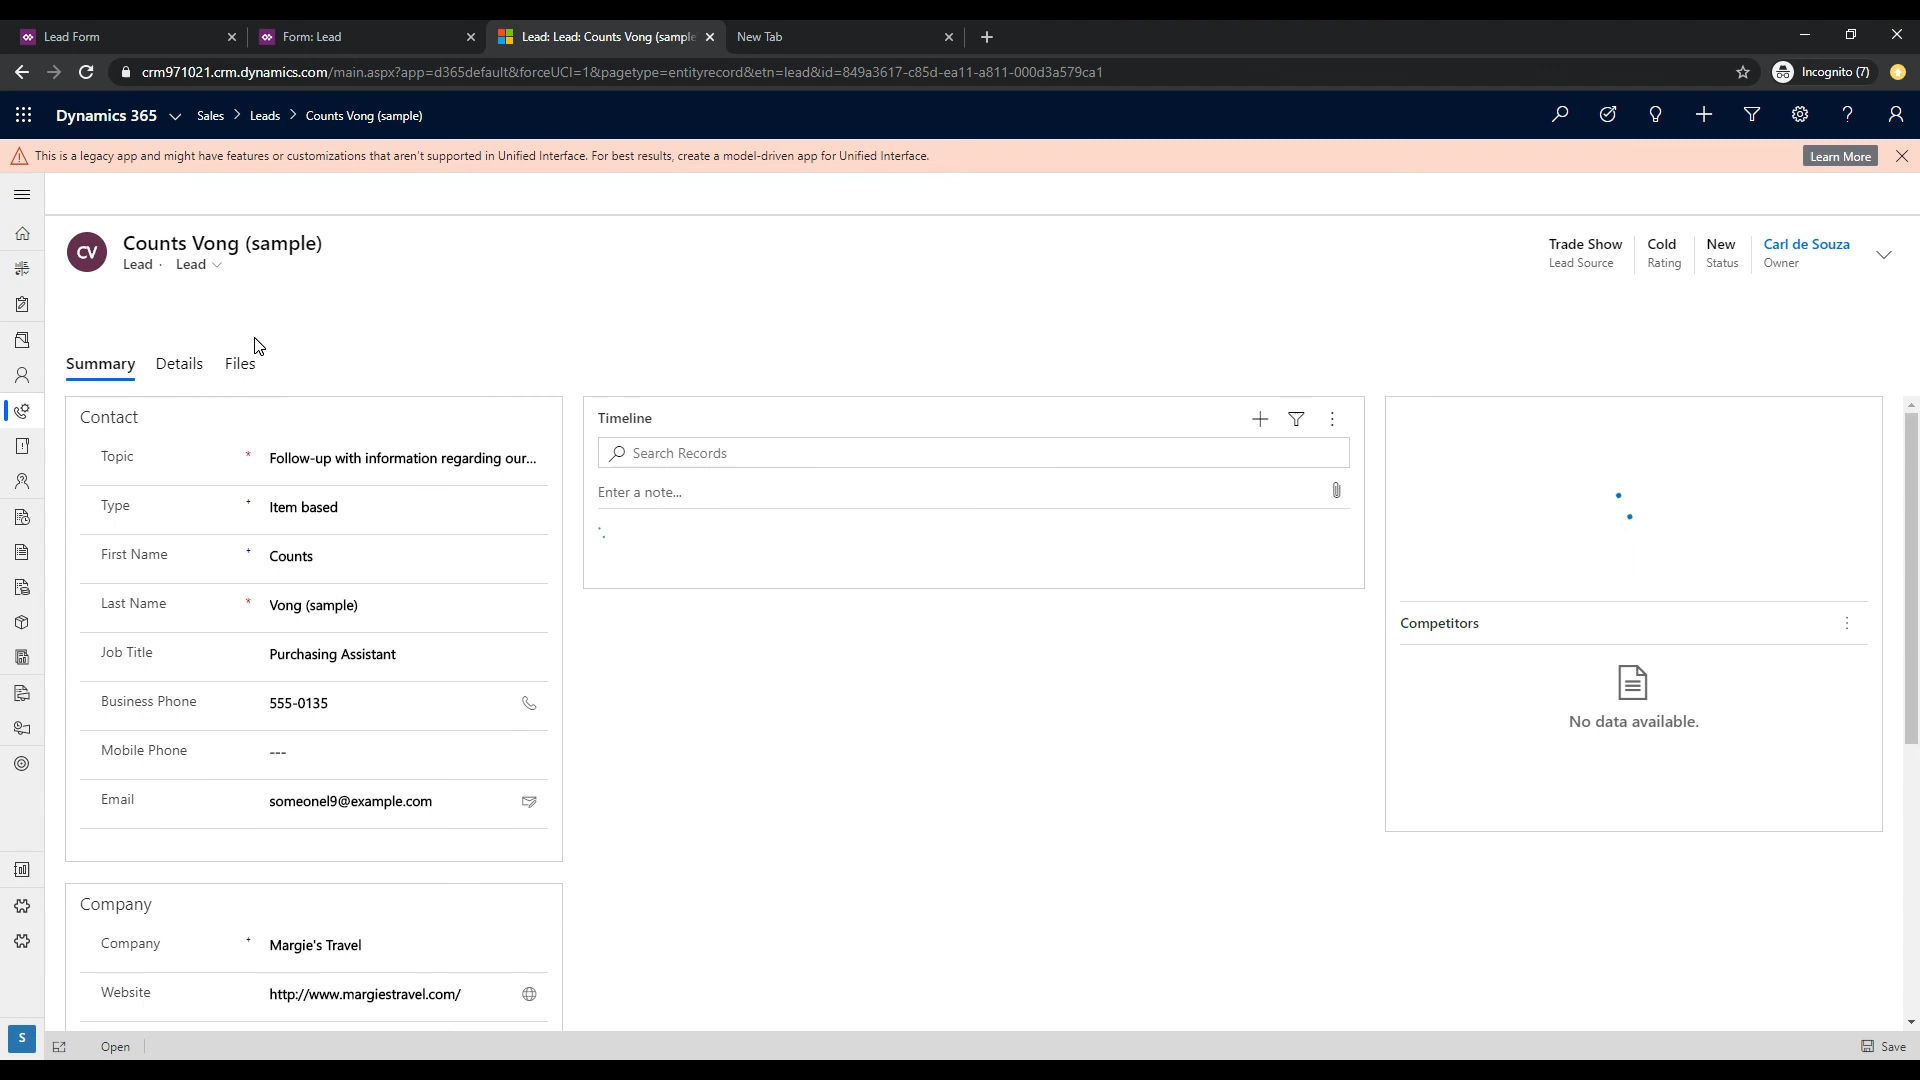 Lead Form
Form: Lead
Lead: Lead: Counts Vong (sample
New Tab
crm971021.crm.dynamics.com/main.aspx?app=d365default&forceUCI=1&pagetype=entityrecord&etn=lead&id=849a3617-c85d-ea11-a811-000d3a579ca1
Incognito (7)
Dynamics 365
Sales > Leads > Counts Vong (sample)
This is a legacy app and might have features or customizations that aren't supported in Unified Interface. For best results, create a model-driven app for Unified Interface.
Learn More
CV
Counts Vong (sample)
Lead · Lead
Trade Show
Lead Source
Cold
Rating
New
Status
Carl de Souza
Owner
Summary
Details
Files
Contact
Topic * Follow-up with information regarding our...
Type + Item based
First Name + Counts
Last Name * Vong (sample)
Job Title Purchasing Assistant
Business Phone 555-0135
Mobile Phone ---
Email someonel9@example.com
Company
Company + Margie's Travel
Website http://www.margiestravel.com/
Timeline
Search Records
Enter a note...
Competitors
No data available.
S
Open
Save